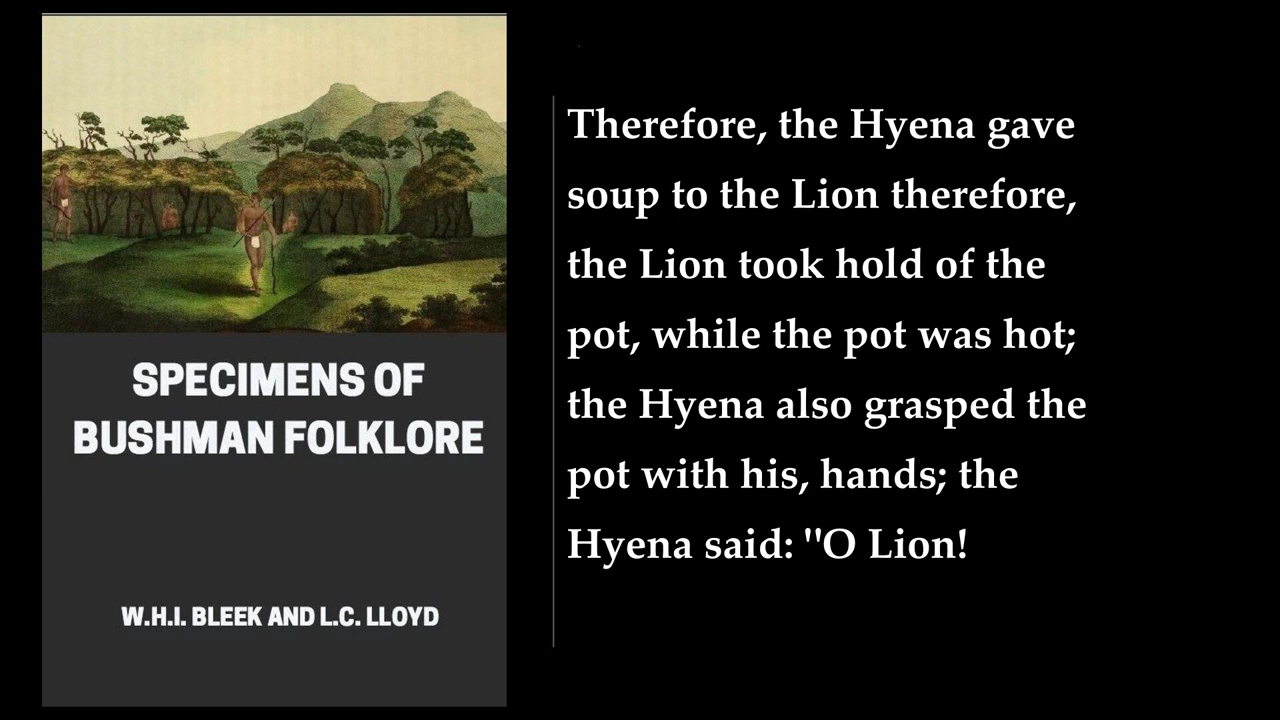 SPECIMENS OF
BUSHMAN FOLKLORE
W.H.I. BLEEK AND L.C. LLOYD
Therefore, the Hyena gave
soup to the Lion therefore,
the Lion took hold of the
pot, while the pot was hot;
the Hyena also grasped the
pot with his, hands; the
Hyena said: "O Lion!